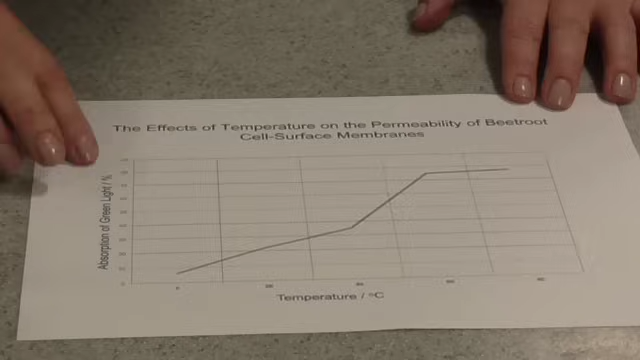 The Effects of Temperature on the Permeability of Beetroot
Cell-Surface Membranes
Absorption of Green Light / %
Temperature / °C